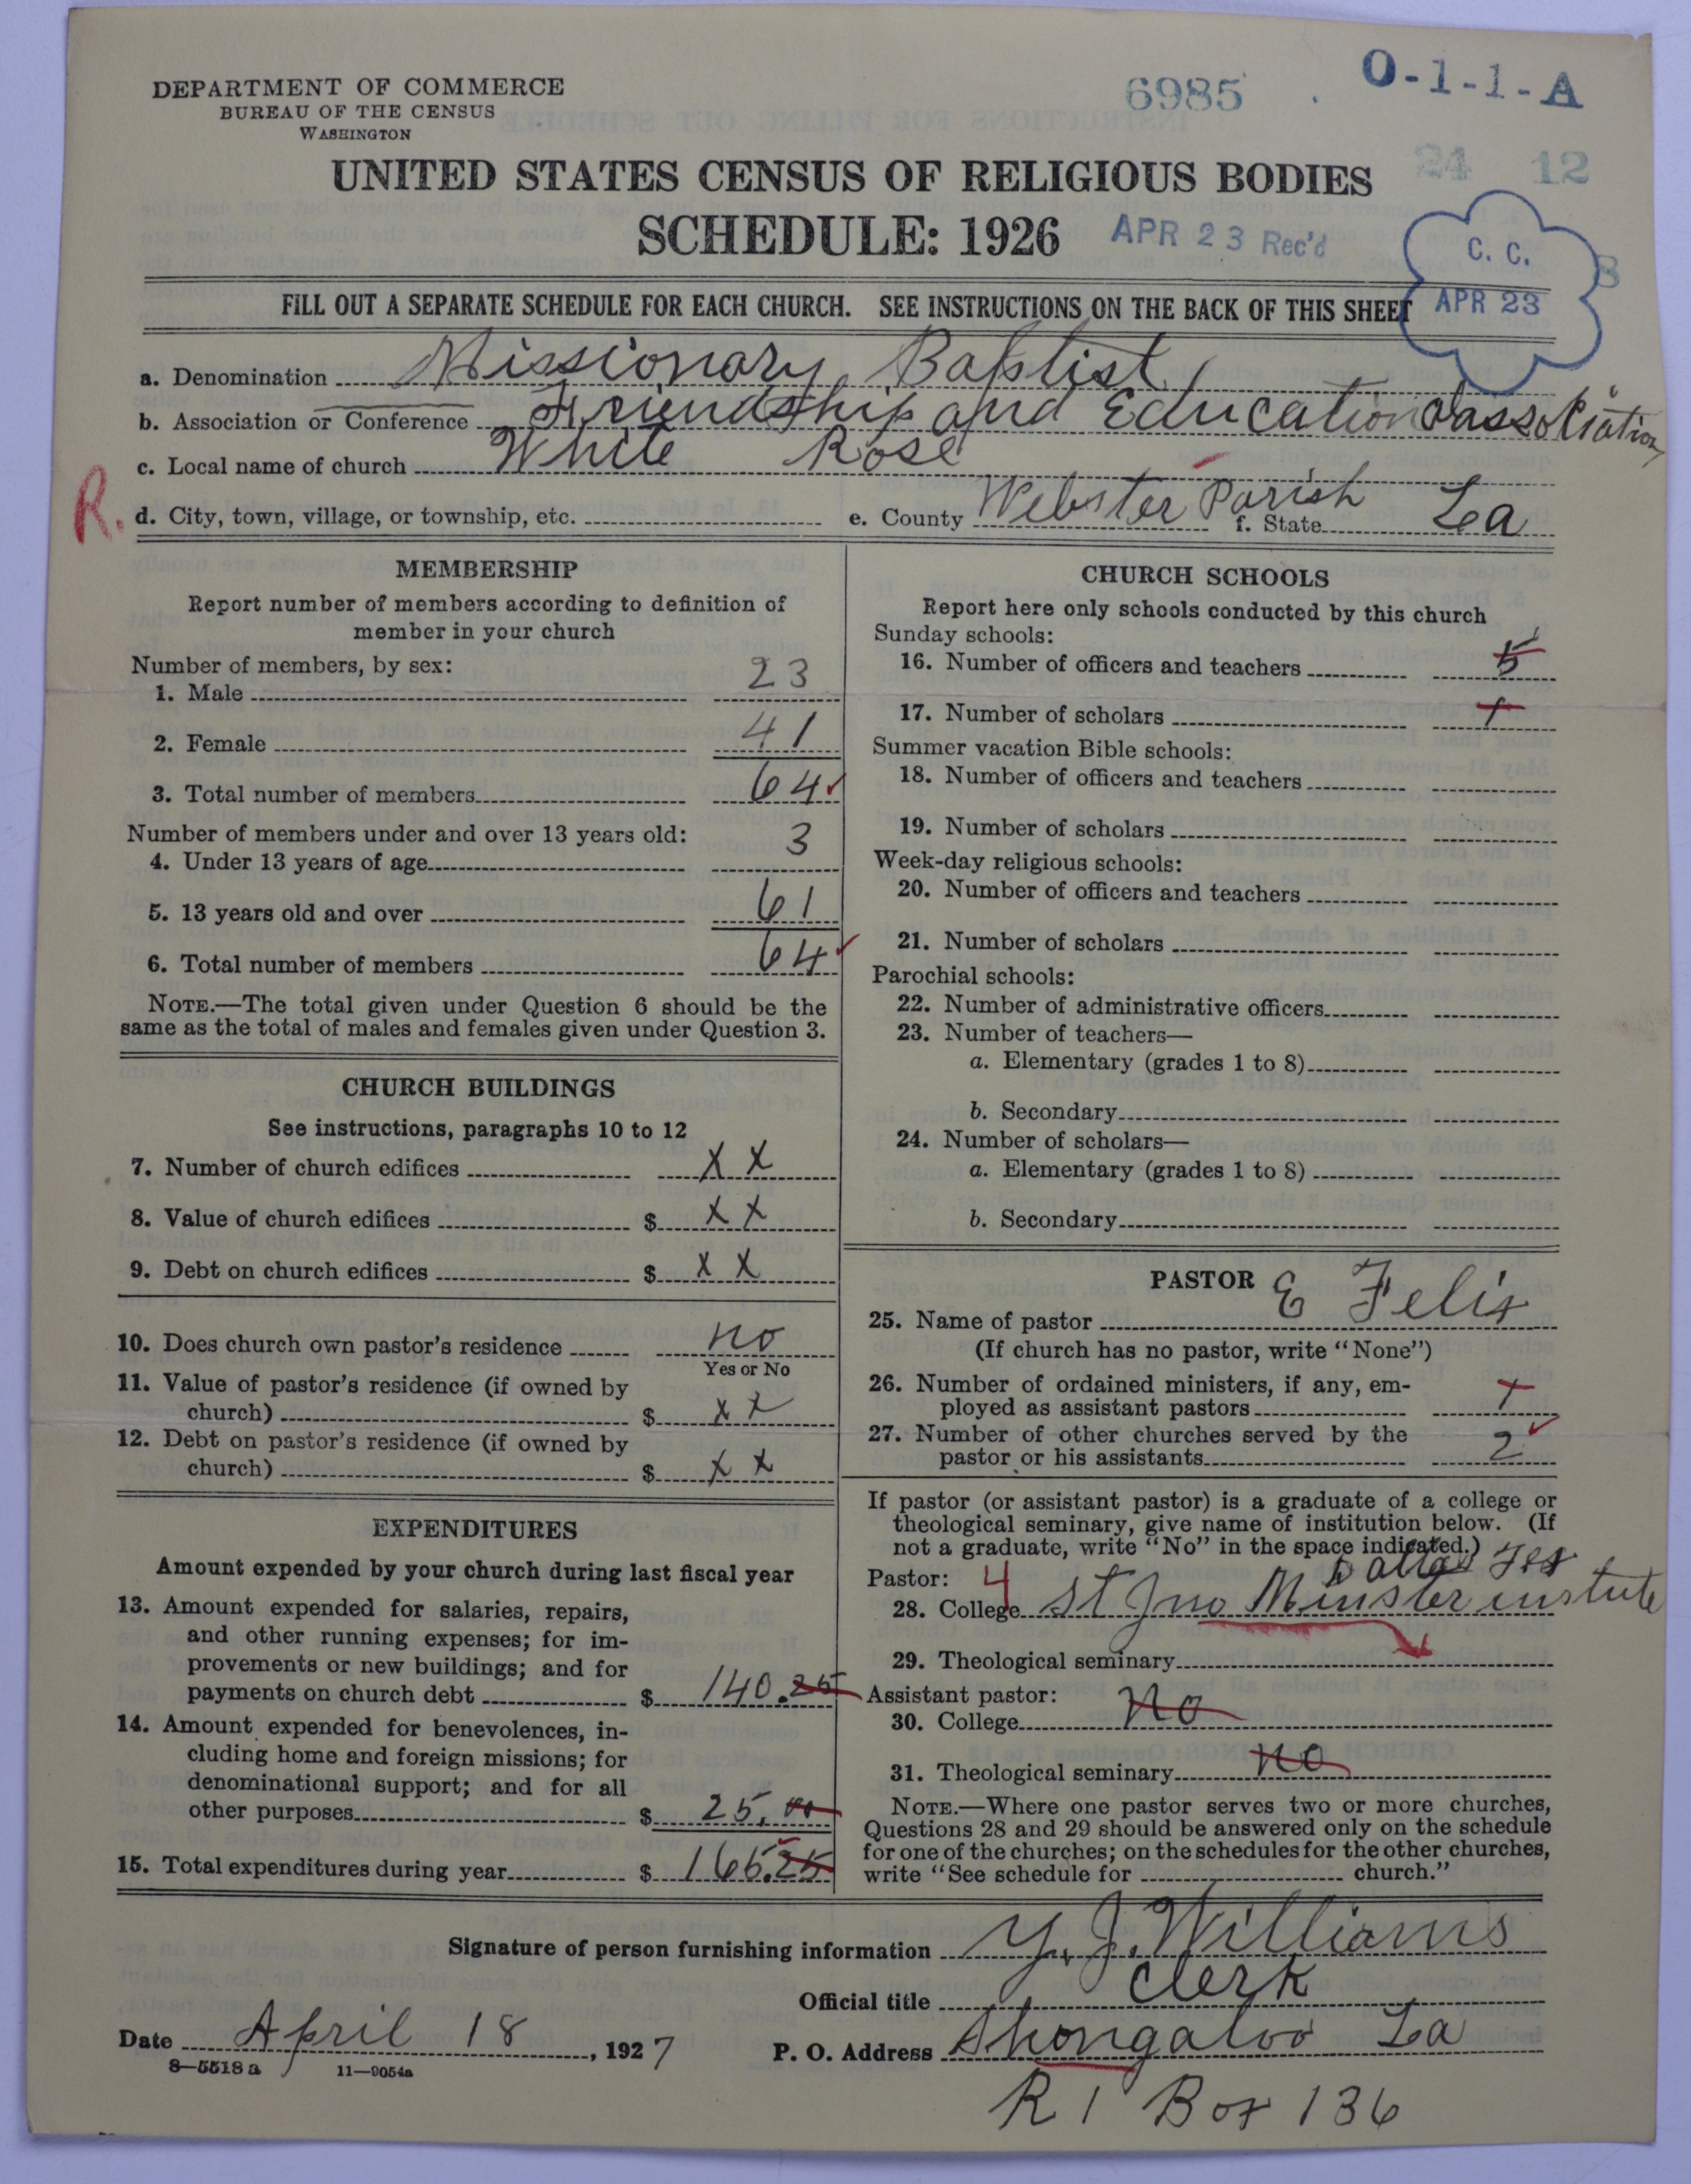 DEPARTMENT OF COMMERCE
BUREAU OF THE CENSUS
WASHINGTON
6985
O-1-1-A
UNITED STATES CENSUS OF RELIGIOUS BODIES
24 12
SCHEDULE: 1926
APR 23 Rec'd
C. C.
APR 23
FILL OUT A SEPARATE SCHEDULE FOR EACH CHURCH. SEE INSTRUCTIONS ON THE BACK OF THIS SHEET
a. Denomination Missionary Baptist
b. Association or Conference Friendship and Education association
c. Local name of church White Rose
R. d. City, town, village, or township, etc. e. County Webster Parish f. State La
MEMBERSHIP
Report number of members according to definition of
member in your church
Number of members, by sex:
1. Male 23
2. Female 41
3. Total number of members 64
Number of members under and over 13 years old:
4. Under 13 years of age 3
5. 13 years old and over 61
6. Total number of members 64
NOTE.—The total given under Question 6 should be the
same as the total of males and females given under Question 3.
CHURCH BUILDINGS
See instructions, paragraphs 10 to 12
7. Number of church edifices X X
8. Value of church edifices $ X X
9. Debt on church edifices $ X X
10. Does church own pastor's residence no
Yes or No
11. Value of pastor's residence (if owned by
church) $ X X
12. Debt on pastor's residence (if owned by
church) $ X X
EXPENDITURES
Amount expended by your church during last fiscal year
13. Amount expended for salaries, repairs,
and other running expenses; for im-
provements or new buildings; and for
payments on church debt $ 140.25
14. Amount expended for benevolences, in-
cluding home and foreign missions; for
denominational support; and for all
other purposes $ 25.00
15. Total expenditures during year $ 165.25
CHURCH SCHOOLS
Report here only schools conducted by this church
Sunday schools:
16. Number of officers and teachers 5
17. Number of scholars
Summer vacation Bible schools:
18. Number of officers and teachers
19. Number of scholars
Week-day religious schools:
20. Number of officers and teachers
21. Number of scholars
Parochial schools:
22. Number of administrative officers
23. Number of teachers—
a. Elementary (grades 1 to 8)
b. Secondary
24. Number of scholars—
a. Elementary (grades 1 to 8)
b. Secondary
PASTOR
25. Name of pastor E Felix
(If church has no pastor, write "None")
26. Number of ordained ministers, if any, em-
ployed as assistant pastors
27. Number of other churches served by the
pastor or his assistants 2
If pastor (or assistant pastor) is a graduate of a college or
theological seminary, give name of institution below. (If
not a graduate, write "No" in the space indicated.)
Pastor: 4 Dallas Tex
28. College St Jno Minster instute
29. Theological seminary
Assistant pastor:
30. College No
31. Theological seminary No
NOTE.—Where one pastor serves two or more churches,
Questions 28 and 29 should be answered only on the schedule
for one of the churches; on the schedules for the other churches,
write "See schedule for church."
Signature of person furnishing information Y. J. Williams
Official title Clerk
Date April 18, 1927 P. O. Address Shongaloo La
8—5518a 11—9054a
R 1 Box 136